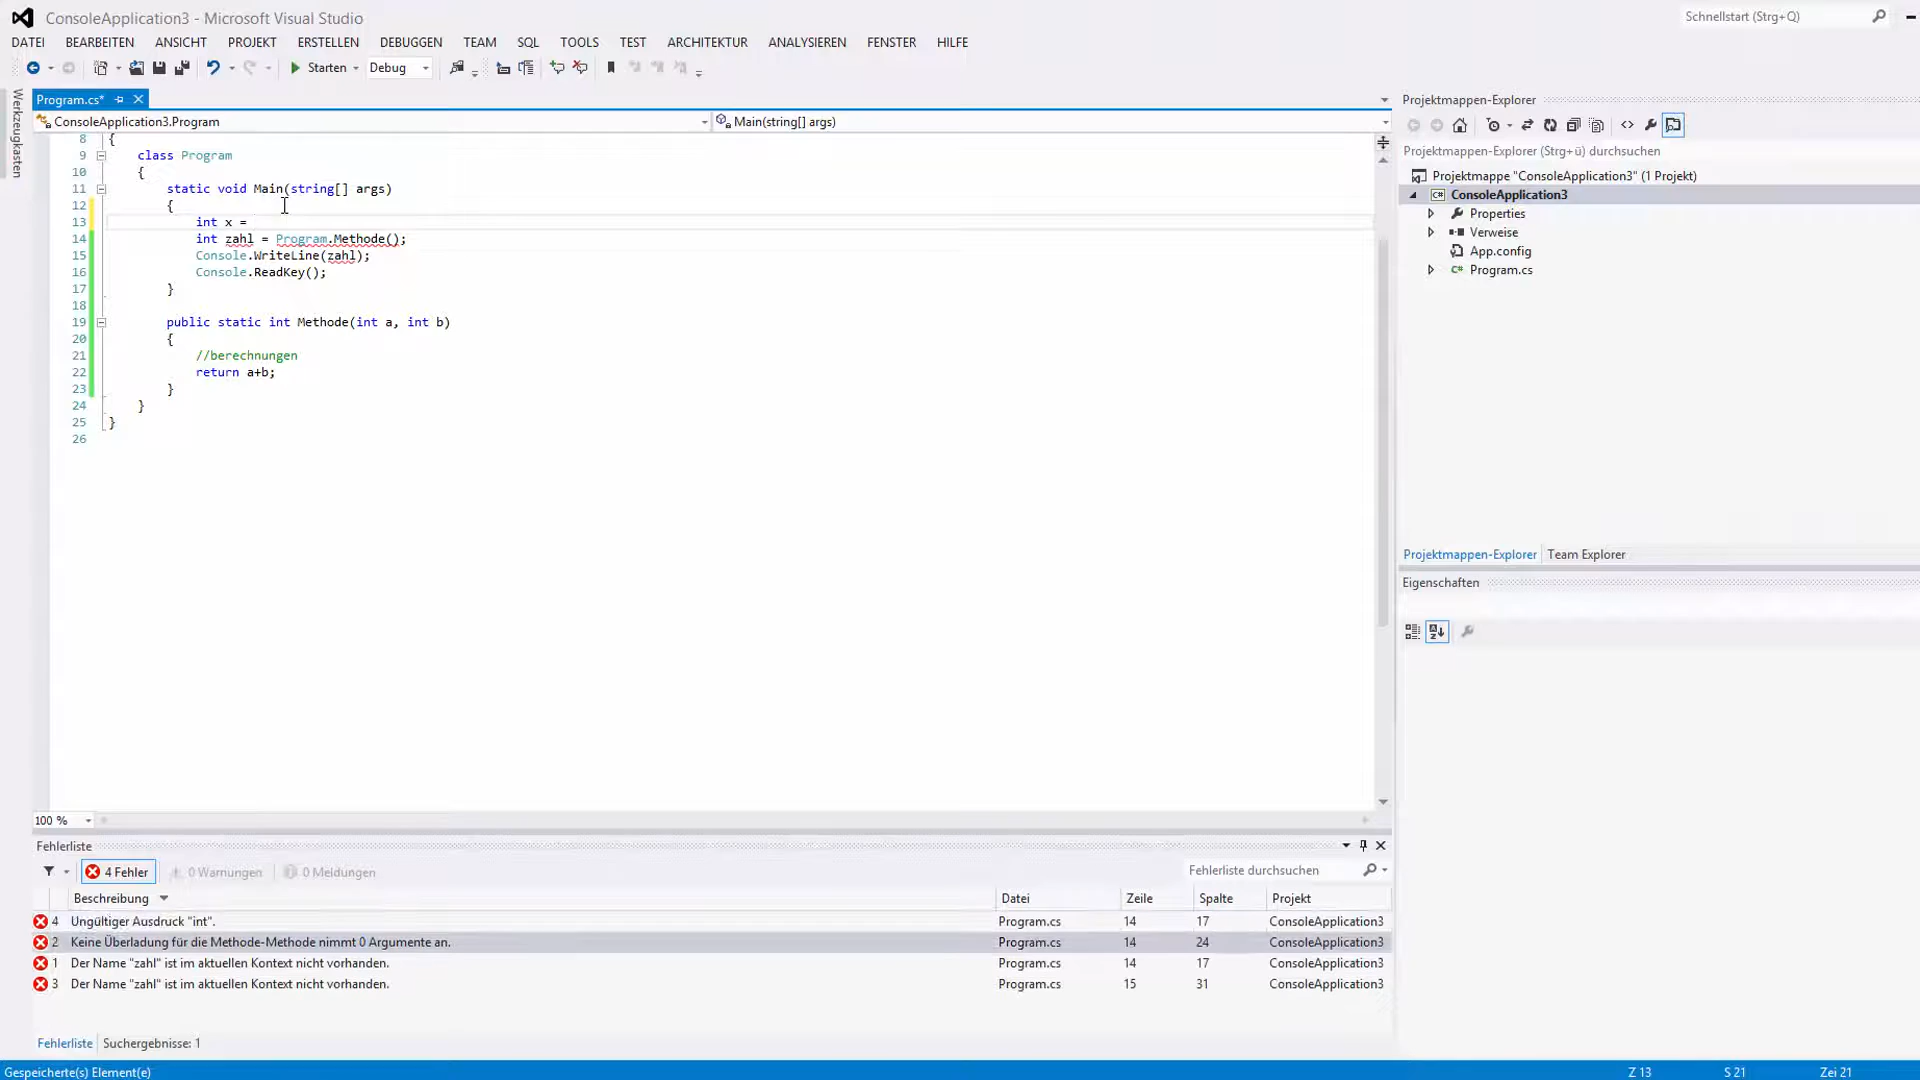 ConsoleApplication3 - Microsoft Visual Studio
Schnellstart (Strg+Q)
DATEI BEARBEITEN ANSICHT PROJEKT ERSTELLEN DEBUGGEN TEAM SQL TOOLS TEST ARCHITEKTUR ANALYSIEREN FENSTER HILFE
Starten Debug
Werkzeugkasten
Program.cs*
ConsoleApplication3.Program Main(string[] args)
8 {
9 class Program
10 {
11 static void Main(string[] args)
12 {
13 int x =
14 int zahl = Program.Methode();
15 Console.WriteLine(zahl);
16 Console.ReadKey();
17 }
18
19 public static int Methode(int a, int b)
20 {
21 //berechnungen
22 return a+b;
23 }
24 }
25 }
26
100 %
Projektmappen-Explorer
Projektmappen-Explorer (Strg+ü) durchsuchen
Projektmappe "ConsoleApplication3" (1 Projekt)
ConsoleApplication3
Properties
Verweise
App.config
Program.cs
Projektmappen-Explorer Team Explorer
Eigenschaften
Fehlerliste
4 Fehler 0 Warnungen 0 Meldungen Fehlerliste durchsuchen
Beschreibung Datei Zeile Spalte Projekt
4 Ungültiger Ausdruck "int". Program.cs 14 17 ConsoleApplication3
2 Keine Überladung für die Methode-Methode nimmt 0 Argumente an. Program.cs 14 24 ConsoleApplication3
1 Der Name "zahl" ist im aktuellen Kontext nicht vorhanden. Program.cs 14 17 ConsoleApplication3
3 Der Name "zahl" ist im aktuellen Kontext nicht vorhanden. Program.cs 15 31 ConsoleApplication3
Fehlerliste Suchergebnisse: 1
Gespeicherte(s) Element(e) Z 13 S 21 Zei 21